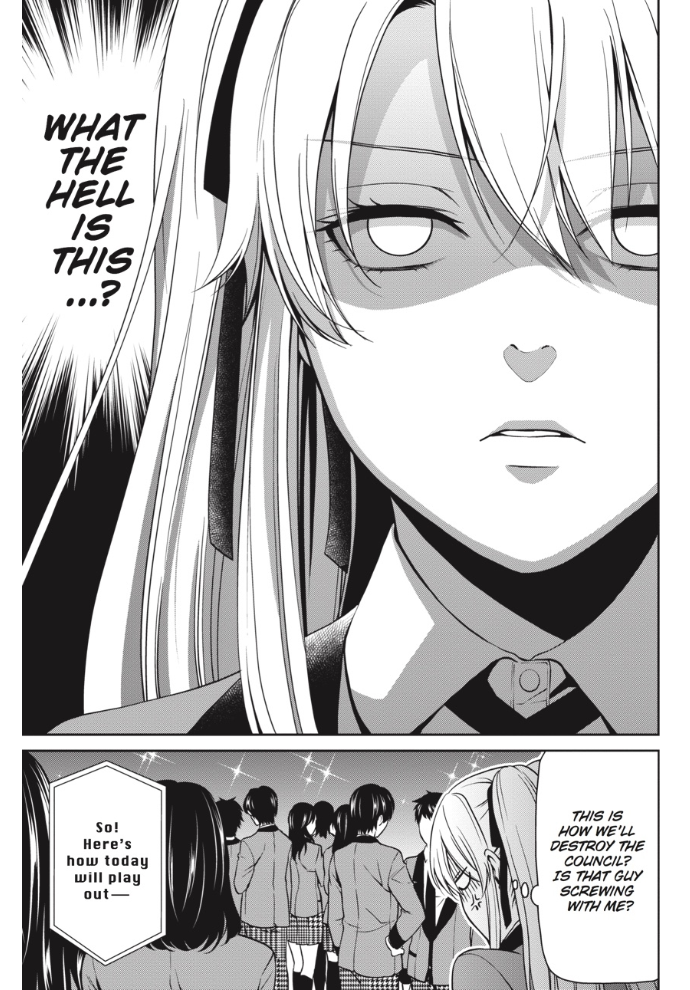 WHAT
THE
HELL
IS
THIS
...?
So!
Here's
how today
will play
out—
THIS IS
HOW WE'LL
DESTROY THE
COUNCIL?
IS THAT GUY
SCREWING
WITH ME?